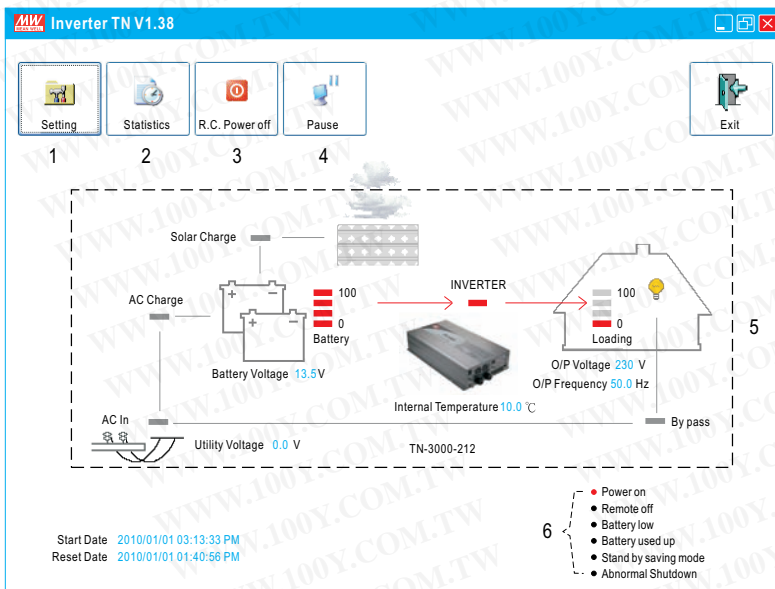 MW MEAN WELL Inverter TN V1.38
Setting
Statistics
R.C. Power off
Pause
Exit
1
2
3
4
Solar Charge
AC Charge
100
0
Battery
Battery Voltage 13.5V
INVERTER
100
0
Loading
O/P Voltage 230 V
O/P Frequency 50.0 Hz
5
Internal Temperature 10.0 ℃
AC In
Utility Voltage 0.0 V
TN-3000-212
By pass
6
Power on
Remote off
Battery low
Battery used up
Stand by saving mode
Abnormal Shutdown
Start Date 2010/01/01 03:13:33 PM
Reset Date 2010/01/01 01:40:56 PM
WWW.100Y.COM.TW